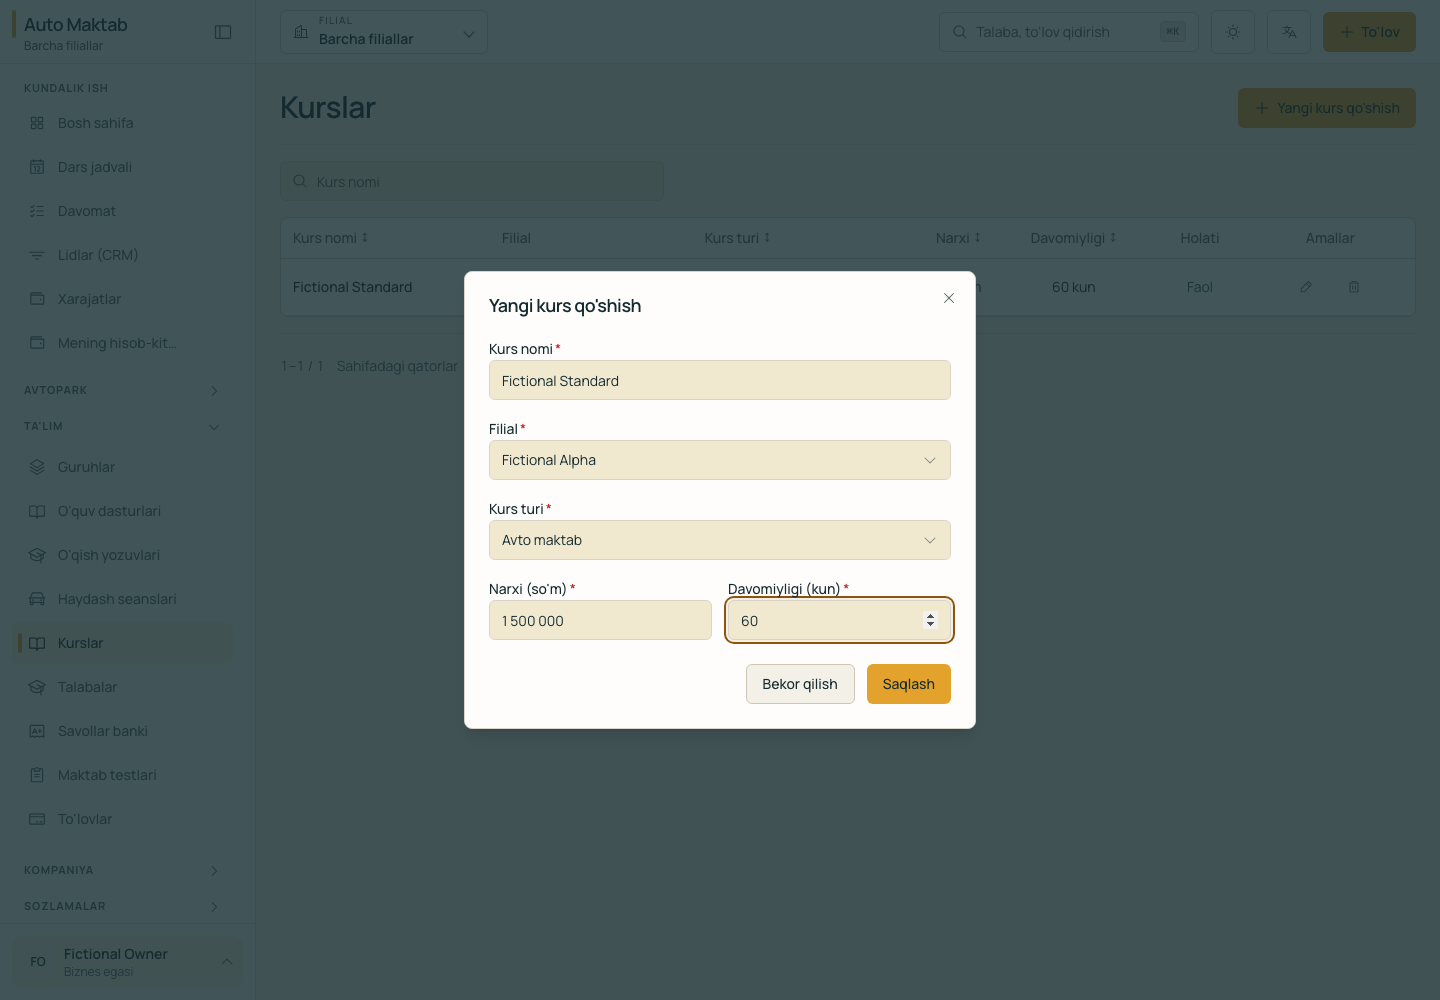 Auto Maktab
Barcha filiallar
FILIAL
Barcha filiallar
Talaba, to'lov qidirish
⌘K
To'lov
KUNDALIK ISH
Bosh sahifa
Dars jadvali
Davomat
Lidlar (CRM)
Xarajatlar
Mening hisob-kit...
AVTOPARK
TA'LIM
Guruhlar
O'quv dasturlari
O'qish yozuvlari
Haydash seanslari
Kurslar
Talabalar
Savollar banki
Maktab testlari
To'lovlar
KOMPANIYA
SOZLAMALAR
FO
Fictional Owner
Biznes egasi
Kurslar
Yangi kurs qo'shish
Kurs nomi
Kurs nomi Filial Kurs turi Narxi Davomiyligi Holati Amallar
Fictional Standard 60 kun Faol
1–1 / 1 Sahifadagi qatorlar
Yangi kurs qo'shish
Kurs nomi *
Fictional Standard
Filial *
Fictional Alpha
Kurs turi *
Avto maktab
Narxi (so'm) * Davomiyligi (kun) *
1 500 000 60
Bekor qilish Saqlash